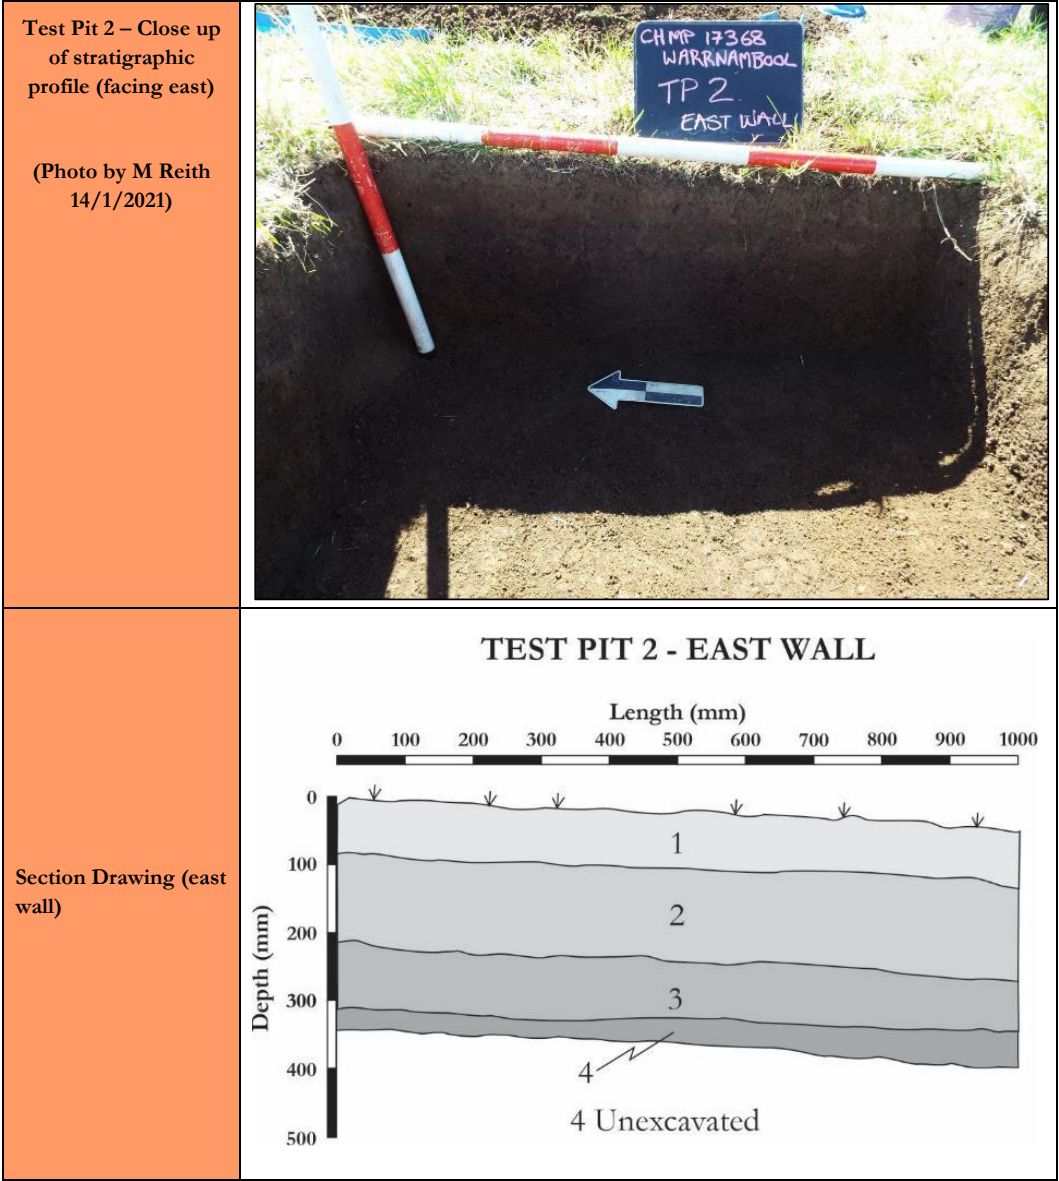 Test Pit 2 – Close up
of stratigraphic
profile (facing east)
(Photo by M Reith
14/1/2021)
CHMP 17368
WARRNAMBOOL
TP 2
EAST WALL
Section Drawing (east
wall)
TEST PIT 2 - EAST WALL
Length (mm)
0 100 200 300 400 500 600 700 800 900 1000
Depth (mm)
0
100
200
300
400
500
1
2
3
4
4 Unexcavated